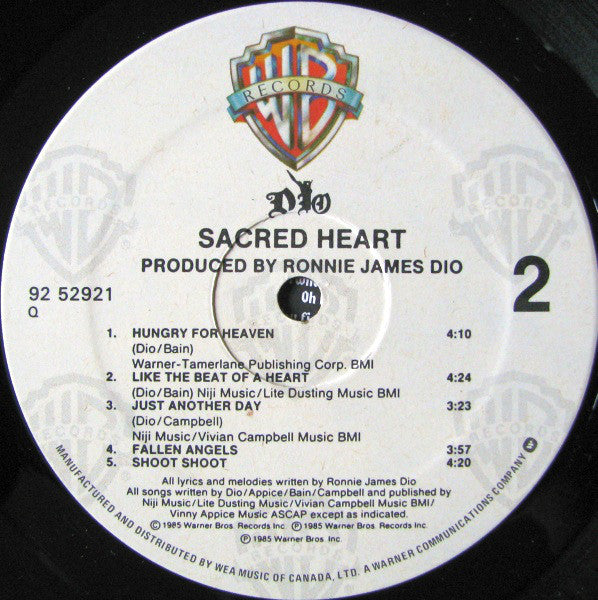 WB
RECORDS
DIO
SACRED HEART
PRODUCED BY RONNIE JAMES DIO
92 52921
Q
2
1. HUNGRY FOR HEAVEN 4:10
(Dio/Bain)
Warner-Tamerlane Publishing Corp. BMI
2. LIKE THE BEAT OF A HEART 4:24
(Dio/Bain) Niji Music/Lite Dusting Music BMI
3. JUST ANOTHER DAY 3:23
(Dio/Campbell)
Niji Music/Vivian Campbell Music BMI
4. FALLEN ANGELS 3:57
5. SHOOT SHOOT 4:20
All lyrics and melodies written by Ronnie James Dio
All songs written by Dio/Appice/Bain/Campbell and published by
Niji Music/Lite Dusting Music/Vivian Campbell Music BMI/
Vinny Appice Music ASCAP except as indicated.
©1985 Warner Bros. Records Inc. ℗1985 Warner Bros. Records Inc.
℗1985 Warner Bros. Records Inc.
MANUFACTURED AND DISTRIBUTED BY WEA MUSIC OF CANADA, LTD. A WARNER COMMUNICATIONS COMPANY